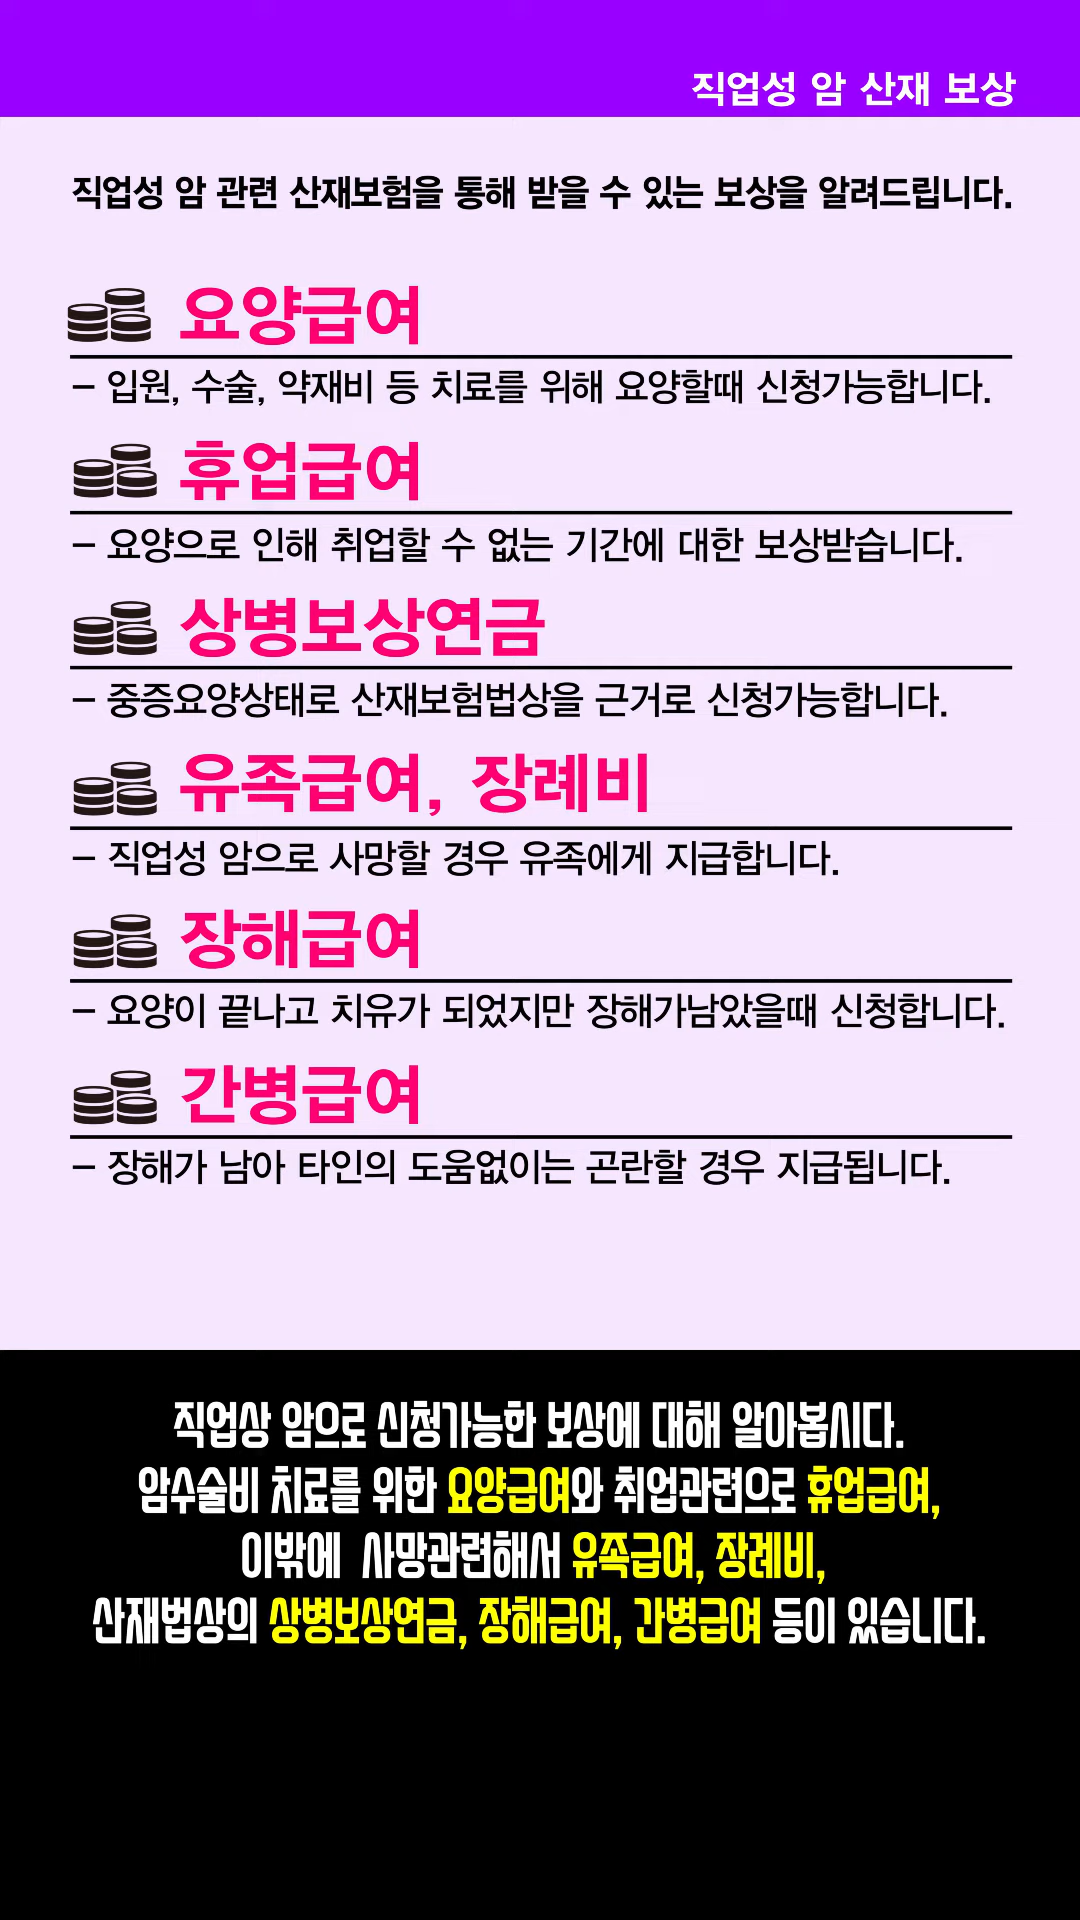 직업성 암 산재 보상
직업성 암 관련 산재보험을 통해 받을 수 있는 보상을 알려드립니다.
요양급여
- 입원, 수술, 약재비 등 치료를 위해 요양할때 신청가능합니다.
휴업급여
- 요양으로 인해 취업할 수 없는 기간에 대한 보상받습니다.
상병보상연금
- 중증요양상태로 산재보험법상을 근거로 신청가능합니다.
유족급여, 장례비
- 직업성 암으로 사망할 경우 유족에게 지급합니다.
장해급여
- 요양이 끝나고 치유가 되었지만 장해가남았을때 신청합니다.
간병급여
- 장해가 남아 타인의 도움없이는 곤란할 경우 지급됩니다.
직업상 암으로 신청가능한 보상에 대해 알아봅시다.
암수술비 치료를 위한 요양급여와 취업관련으로 휴업급여,
이밖에 사망관련해서 유족급여, 장례비,
산재법상의 상병보상연금, 장해급여, 간병급여 등이 있습니다.